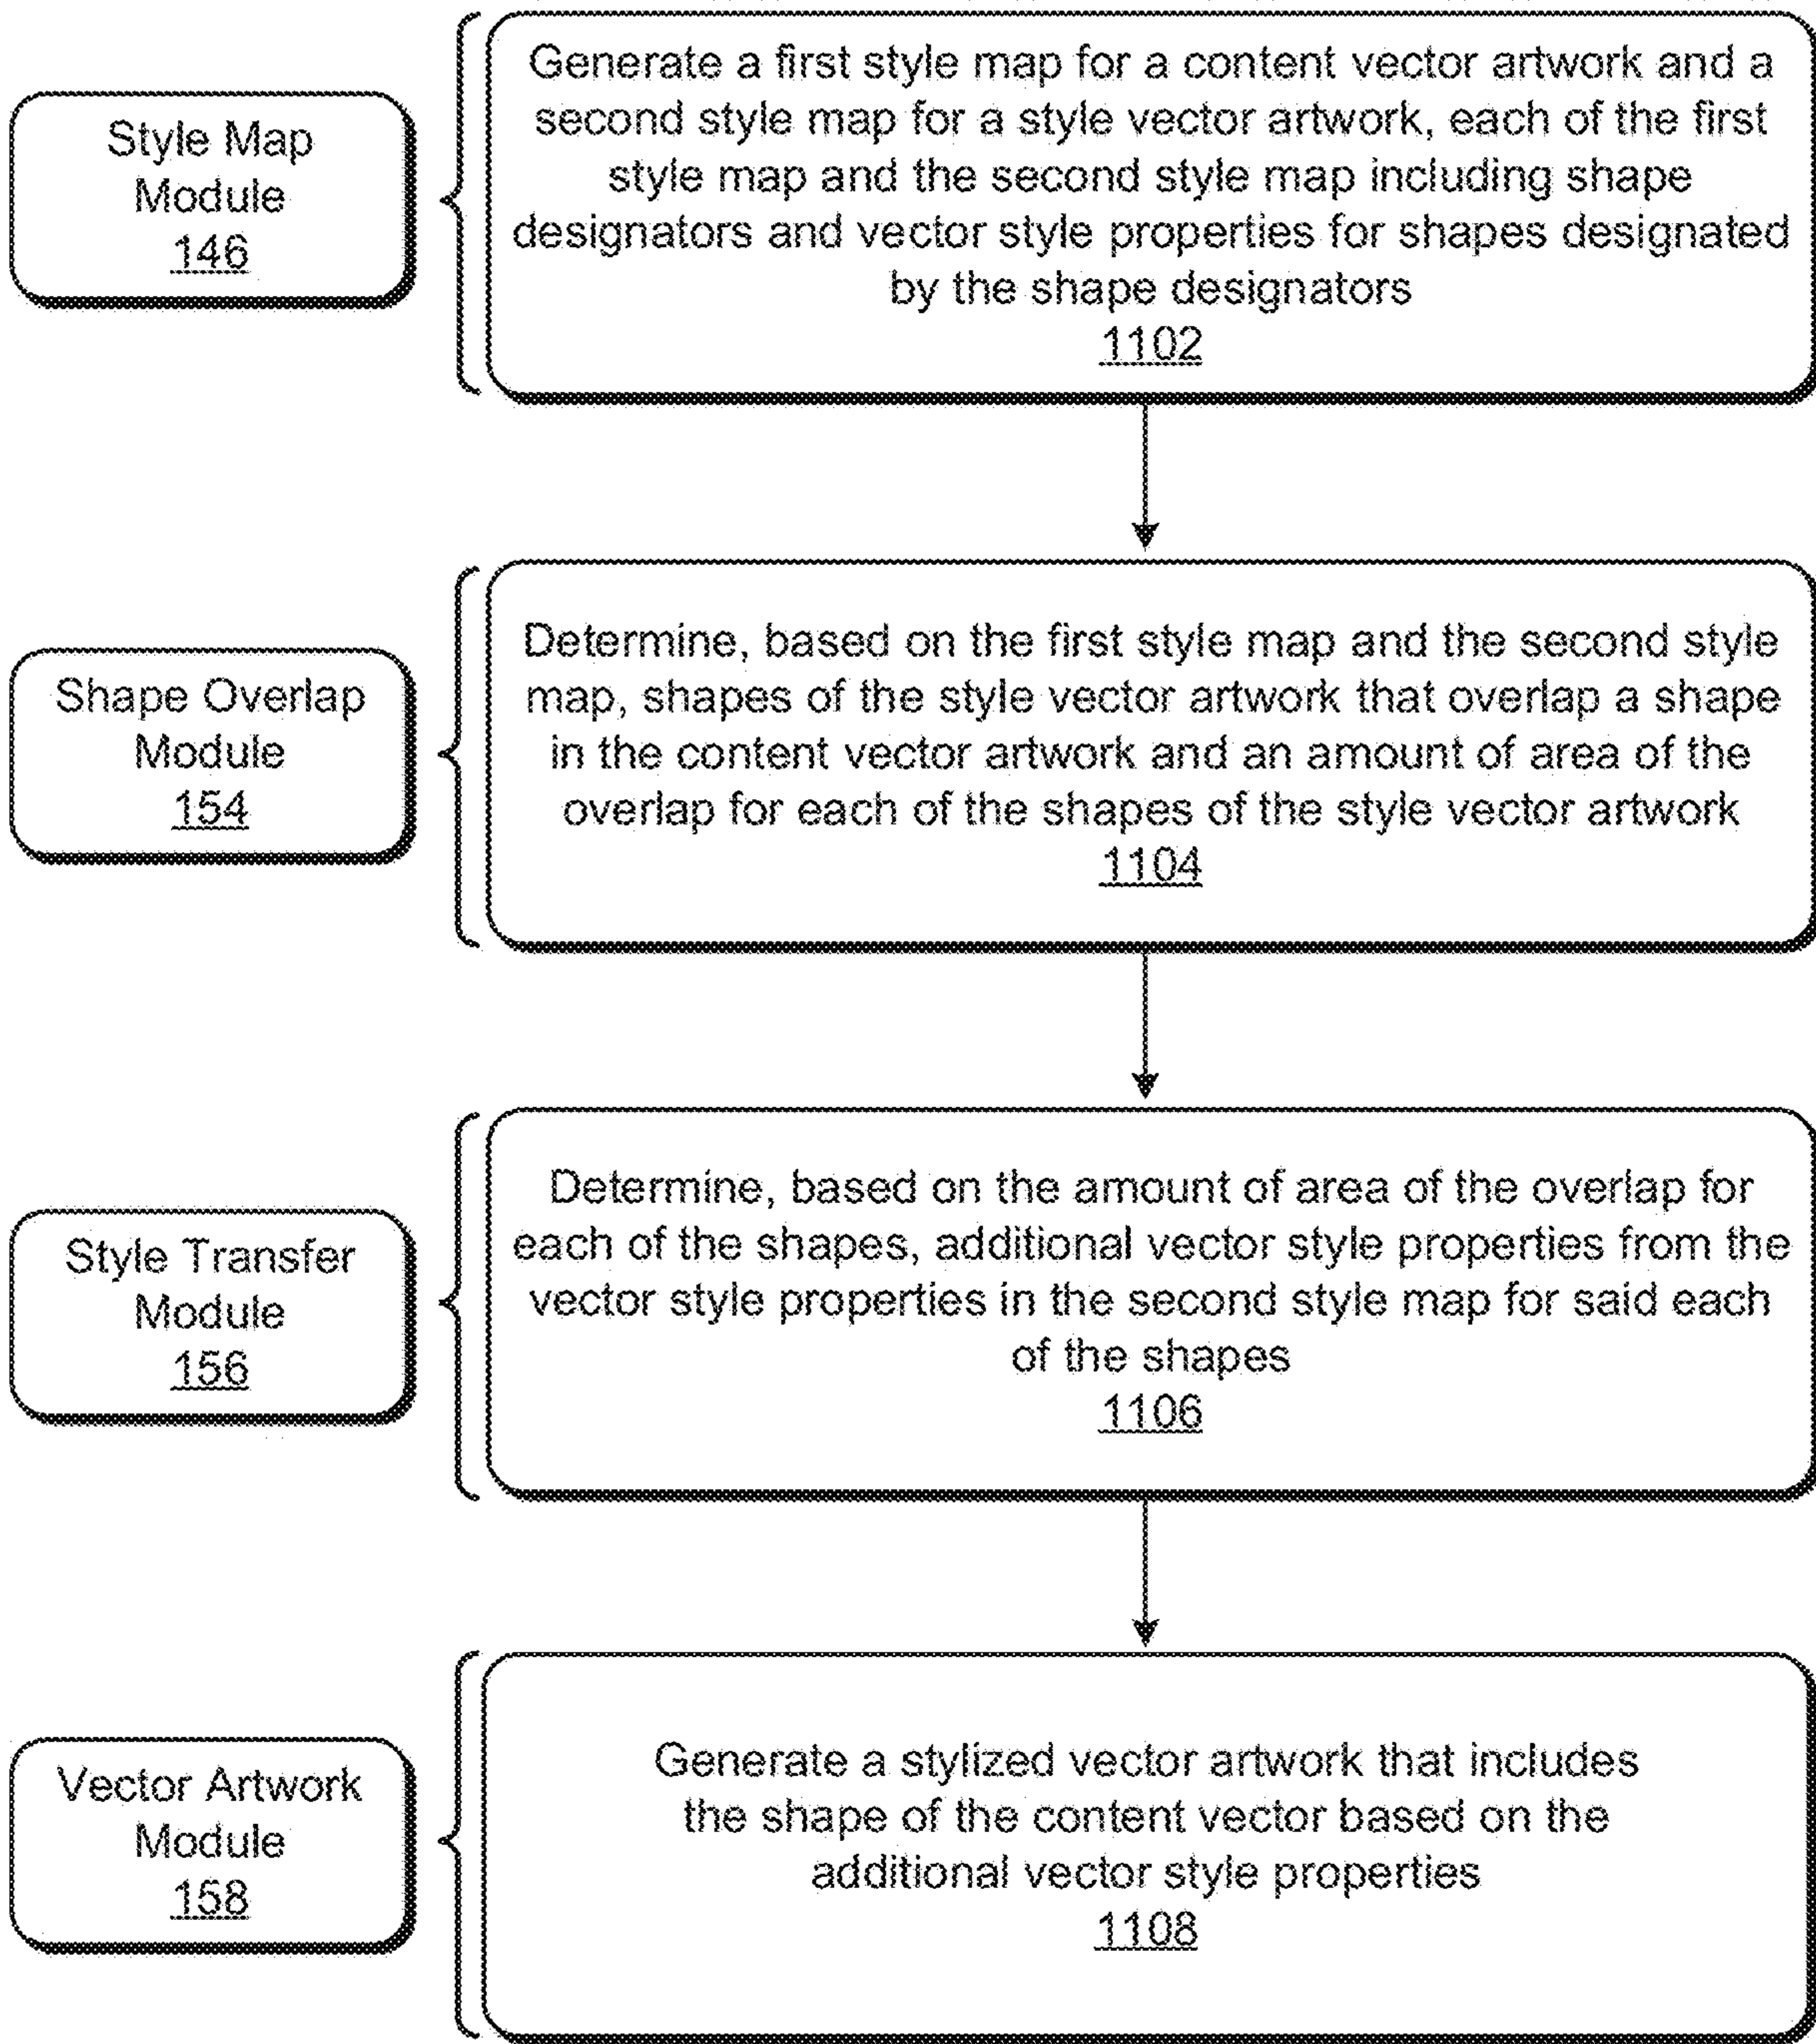 Style Map
Module
146
Generate a first style map for a content vector artwork and a
second style map for a style vector artwork, each of the first
style map and the second style map including shape
designators and vector style properties for shapes designated
by the shape designators
1102
Shape Overlap
Module
154
Determine, based on the first style map and the second style
map, shapes of the style vector artwork that overlap a shape
in the content vector artwork and an amount of area of the
overlap for each of the shapes of the style vector artwork
1104
Style Transfer
Module
156
Determine, based on the amount of area of the overlap for
each of the shapes, additional vector style properties from the
vector style properties in the second style map for said each
of the shapes
1106
Vector Artwork
Module
158
Generate a stylized vector artwork that includes
the shape of the content vector based on the
additional vector style properties
1108